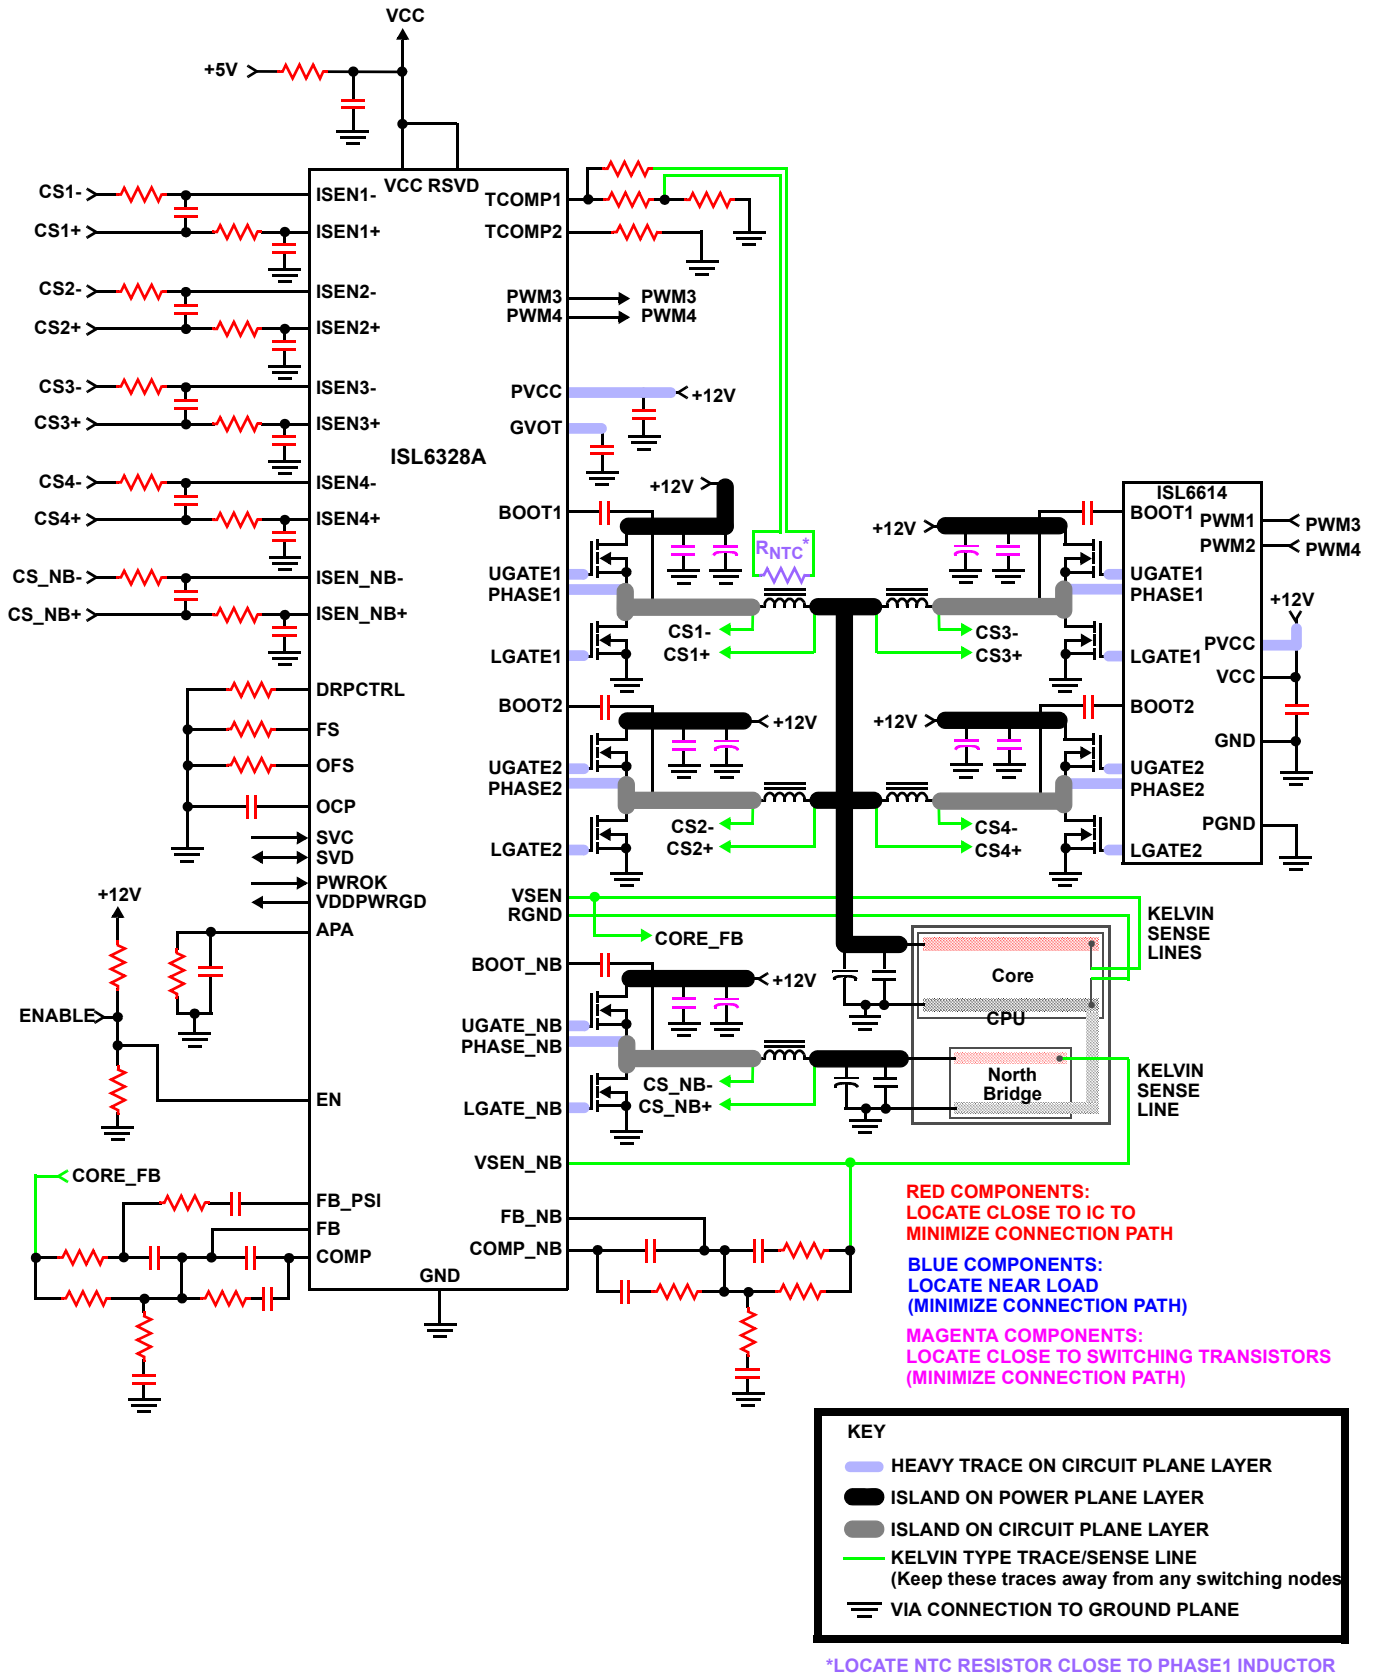 VCC
+5V
VCC RSVD
CS1-
ISEN1-
CS1+
ISEN1+
CS2-
ISEN2-
CS2+
ISEN2+
CS3-
ISEN3-
CS3+
ISEN3+
ISL6328A
CS4-
ISEN4-
CS4+
ISEN4+
CS_NB-
ISEN_NB-
CS_NB+
ISEN_NB+
DRPCTRL
FS
OFS
OCP
SVC
SVD
PWROK
VDDPWRGD
+12V
APA
ENABLE
EN
CORE_FB
FB_PSI
FB
COMP
GND
TCOMP1
TCOMP2
PWM3
PWM3
PWM4
PWM4
PVCC
+12V
GVOT
+12V
BOOT1
RNTC*
UGATE1
PHASE1
CS1-
CS1+
LGATE1
BOOT2
+12V
UGATE2
PHASE2
CS2-
CS2+
LGATE2
VSEN
RGND
CORE_FB
BOOT_NB
+12V
UGATE_NB
PHASE_NB
CS_NB-
CS_NB+
LGATE_NB
VSEN_NB
FB_NB
COMP_NB
ISL6614
BOOT1
PWM1
PWM3
+12V
PWM2
PWM4
UGATE1
PHASE1
+12V
CS3-
CS3+
LGATE1
PVCC
VCC
BOOT2
+12V
GND
UGATE2
PHASE2
CS4-
CS4+
PGND
LGATE2
KELVIN
SENSE
LINES
Core
CPU
North
Bridge
KELVIN
SENSE
LINE
RED COMPONENTS:
LOCATE CLOSE TO IC TO
MINIMIZE CONNECTION PATH
BLUE COMPONENTS:
LOCATE NEAR LOAD
(MINIMIZE CONNECTION PATH)
MAGENTA COMPONENTS:
LOCATE CLOSE TO SWITCHING TRANSISTORS
(MINIMIZE CONNECTION PATH)
KEY
HEAVY TRACE ON CIRCUIT PLANE LAYER
ISLAND ON POWER PLANE LAYER
ISLAND ON CIRCUIT PLANE LAYER
KELVIN TYPE TRACE/SENSE LINE
(Keep these traces away from any switching nodes
VIA CONNECTION TO GROUND PLANE
*LOCATE NTC RESISTOR CLOSE TO PHASE1 INDUCTOR